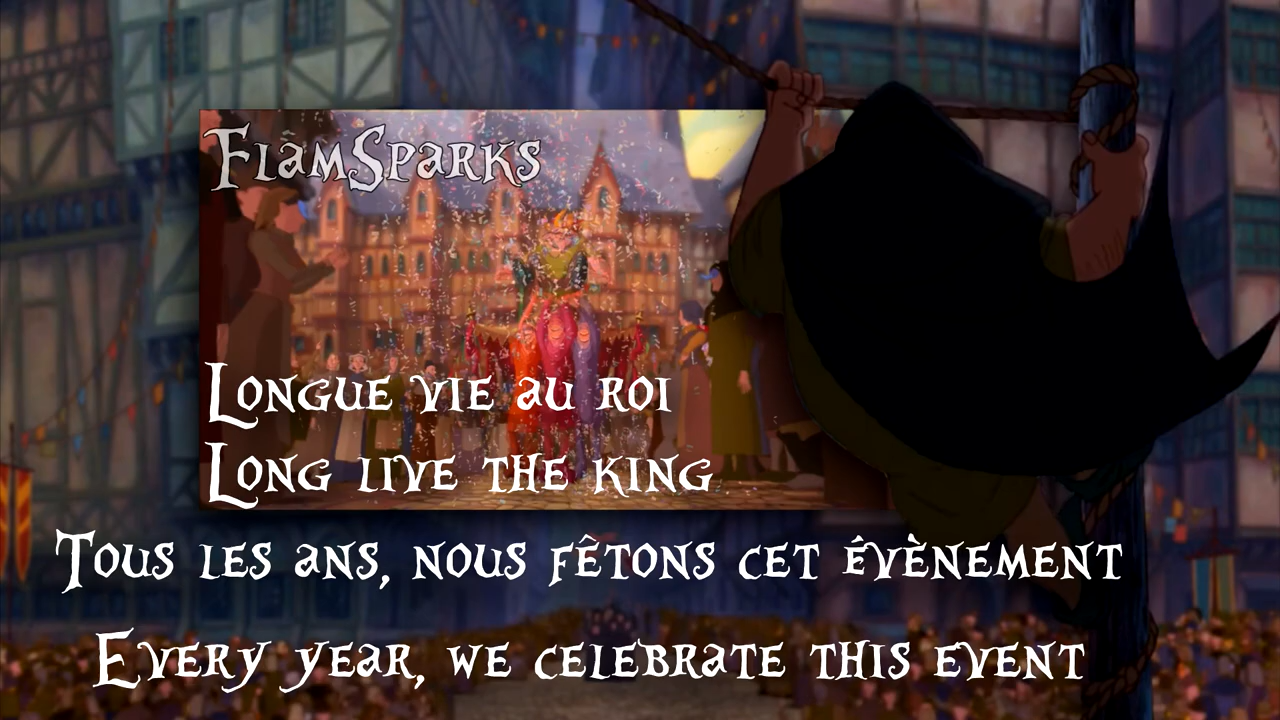 FlâmSparks
Longue vie au roi
Long live the king
Tous les ans, nous fêtons cet évènement
Every year, we celebrate this event